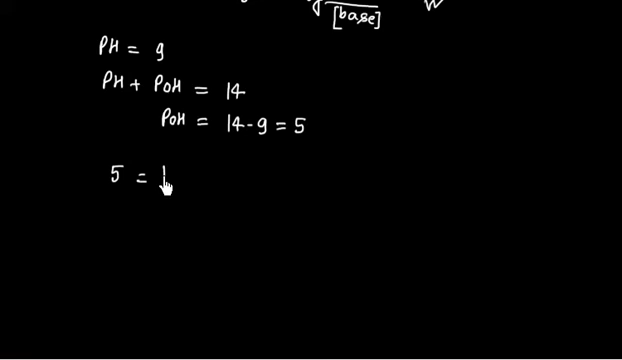 [base]
PH = 9
PH + POH = 14
POH = 14 - 9 = 5
5 =